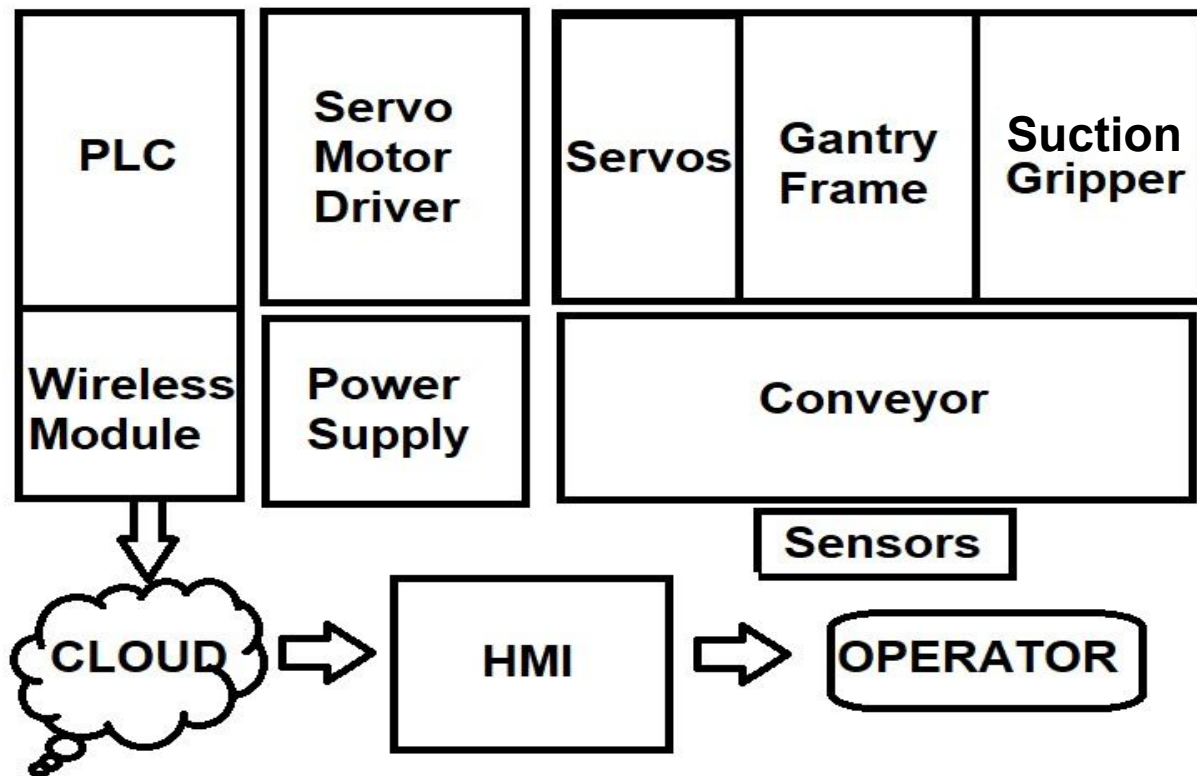 PLC
Servo
Motor
Driver
Servos
Gantry
Frame
Suction
Gripper
Wireless
Module
Power
Supply
Conveyor
Sensors
CLOUD
HMI
OPERATOR